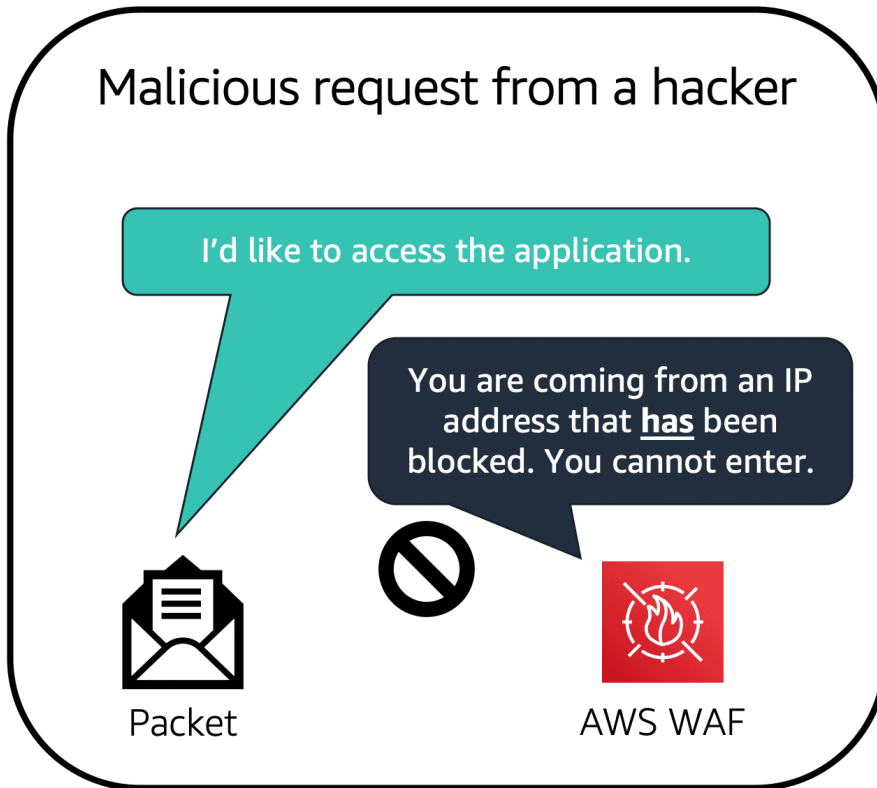 Malicious request from a hacker
I’d like to access the application.
You are coming from an IP
address that has been
blocked. You cannot enter.
Packet
AWS WAF